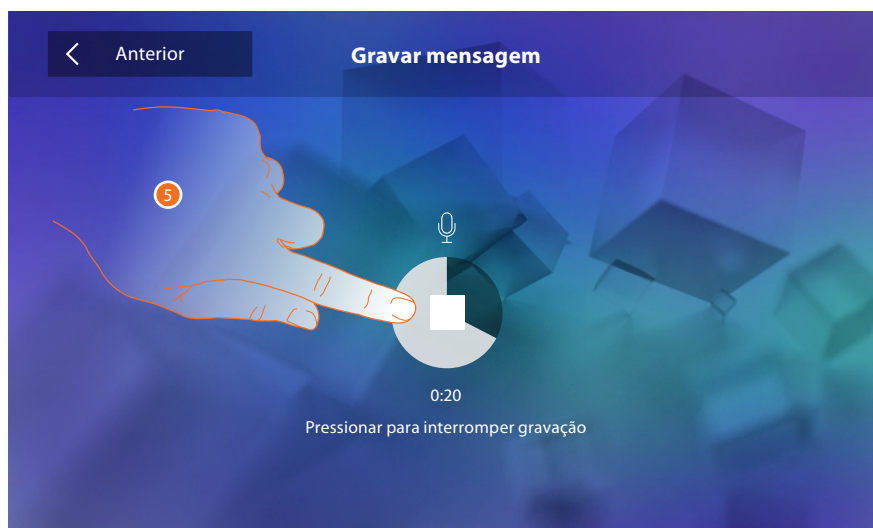 Anterior
Gravar mensagem
5
0:20
Pressionar para interromper gravação